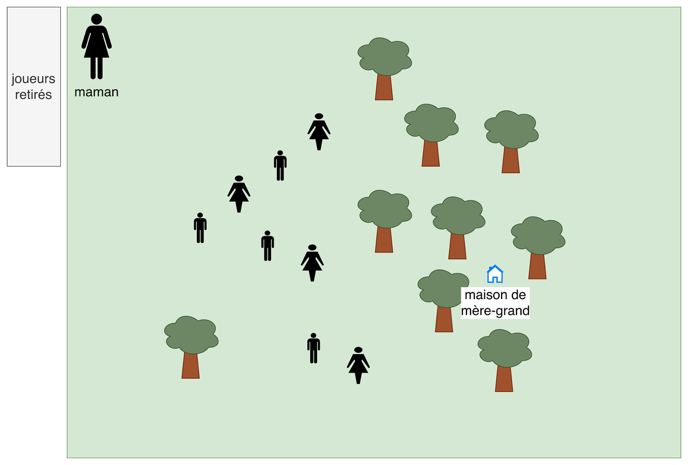 joueurs
retirés
maman
maison de
mère-grand